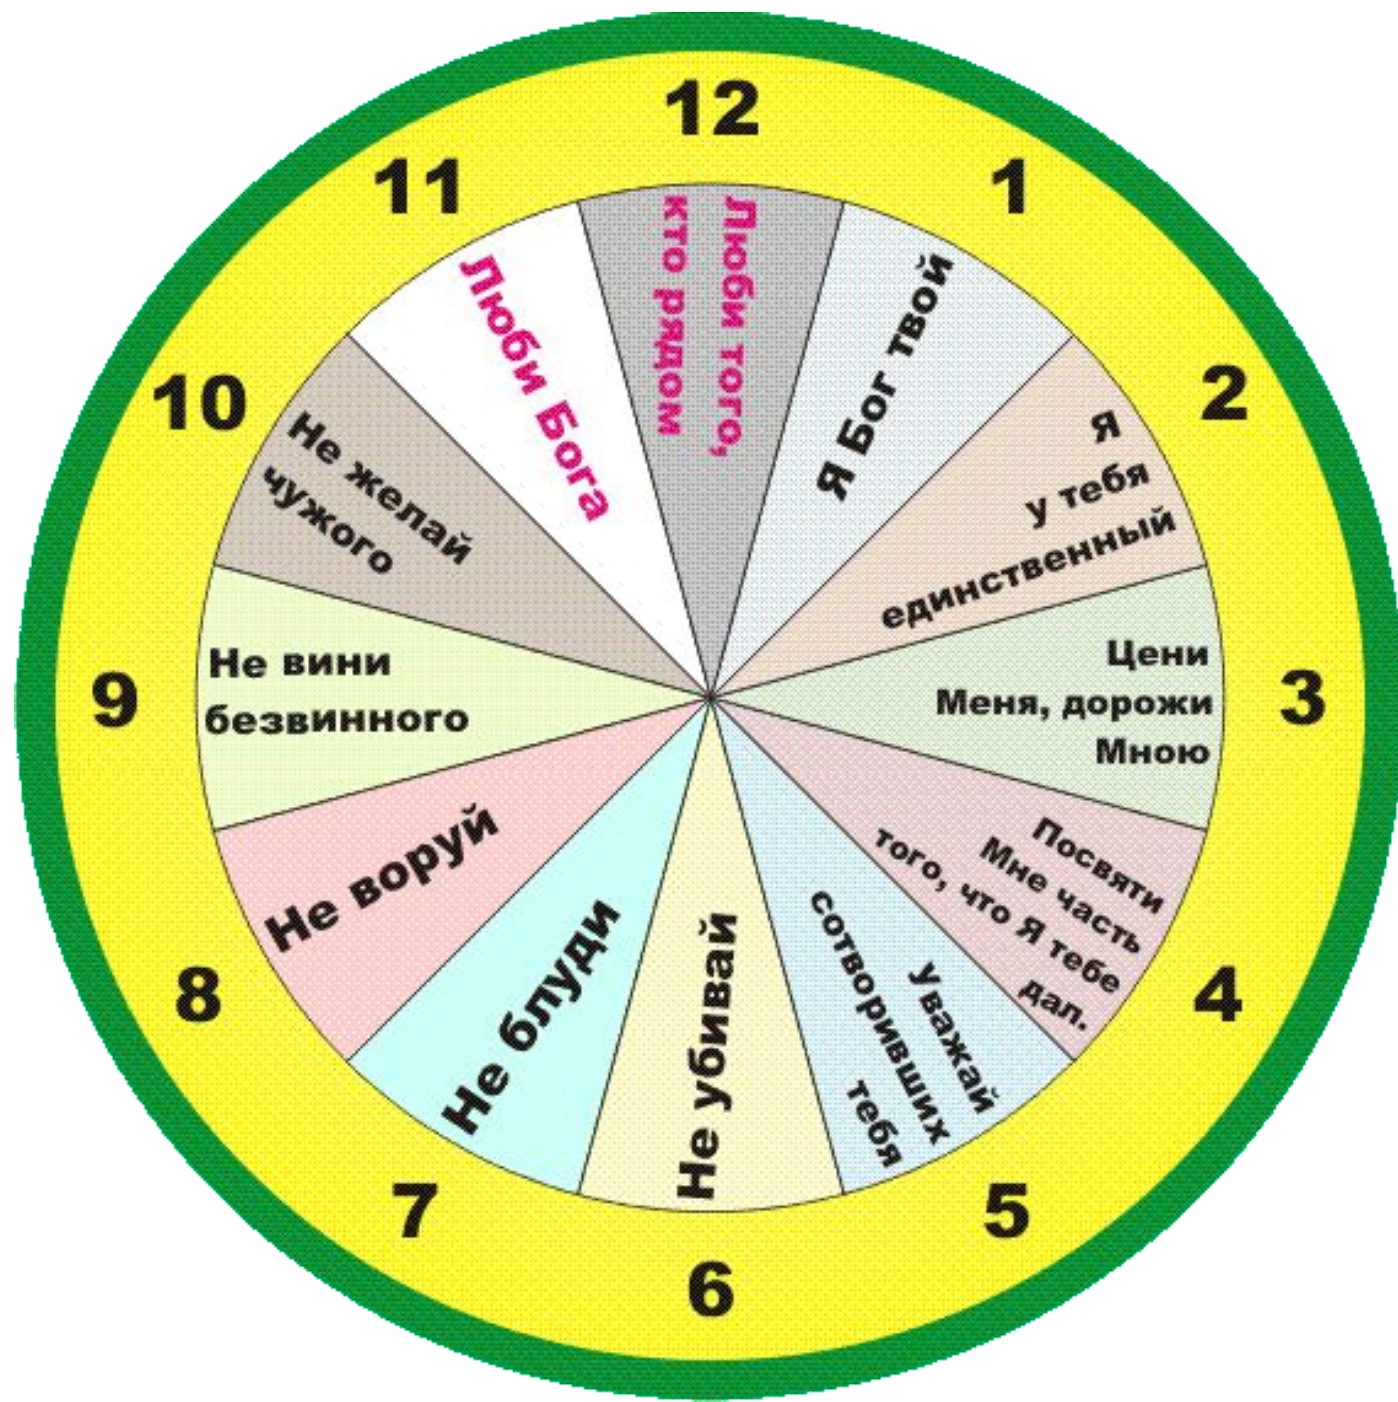 12
Люби того,
кто рядом
1
Я Бог твой
2
Я
у тебя
единственный
3
Цени
Меня, дорожи
Мною
4
Посвяти
Мне часть
того, что Я тебе
дал.
5
Уважай
сотворивших
тебя
6
Не убивай
7
Не блуди
8
Не воруй
9
Не вини
безвинного
10
Не желай
чужого
11
Люби Бога